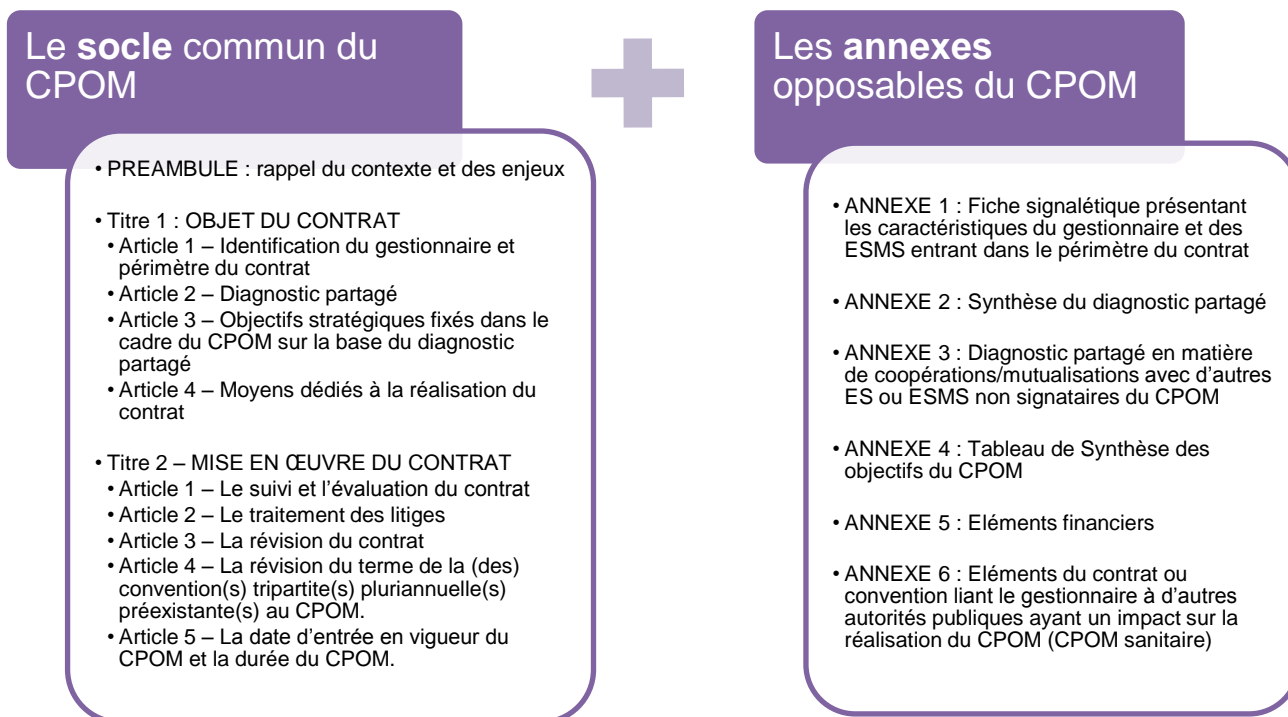 Le socle commun du
CPOM
• PREAMBULE : rappel du contexte et des enjeux
• Titre 1 : OBJET DU CONTRAT
• Article 1 – Identification du gestionnaire et
périmètre du contrat
• Article 2 – Diagnostic partagé
• Article 3 – Objectifs stratégiques fixés dans le
cadre du CPOM sur la base du diagnostic
partagé
• Article 4 – Moyens dédiés à la réalisation du
contrat
• Titre 2 – MISE EN ŒUVRE DU CONTRAT
• Article 1 – Le suivi et l'évaluation du contrat
• Article 2 – Le traitement des litiges
• Article 3 – La révision du contrat
• Article 4 – La révision du terme de la (des)
convention(s) tripartite(s) pluriannuelle(s)
préexistante(s) au CPOM.
• Article 5 – La date d'entrée en vigueur du
CPOM et la durée du CPOM.
Les annexes
opposables du CPOM
• ANNEXE 1 : Fiche signalétique présentant
les caractéristiques du gestionnaire et des
ESMS entrant dans le périmètre du contrat
• ANNEXE 2 : Synthèse du diagnostic partagé
• ANNEXE 3 : Diagnostic partagé en matière
de coopérations/mutualisations avec d'autres
ES ou ESMS non signataires du CPOM
• ANNEXE 4 : Tableau de Synthèse des
objectifs du CPOM
• ANNEXE 5 : Eléments financiers
• ANNEXE 6 : Eléments du contrat ou
convention liant le gestionnaire à d'autres
autorités publiques ayant un impact sur la
réalisation du CPOM (CPOM sanitaire)